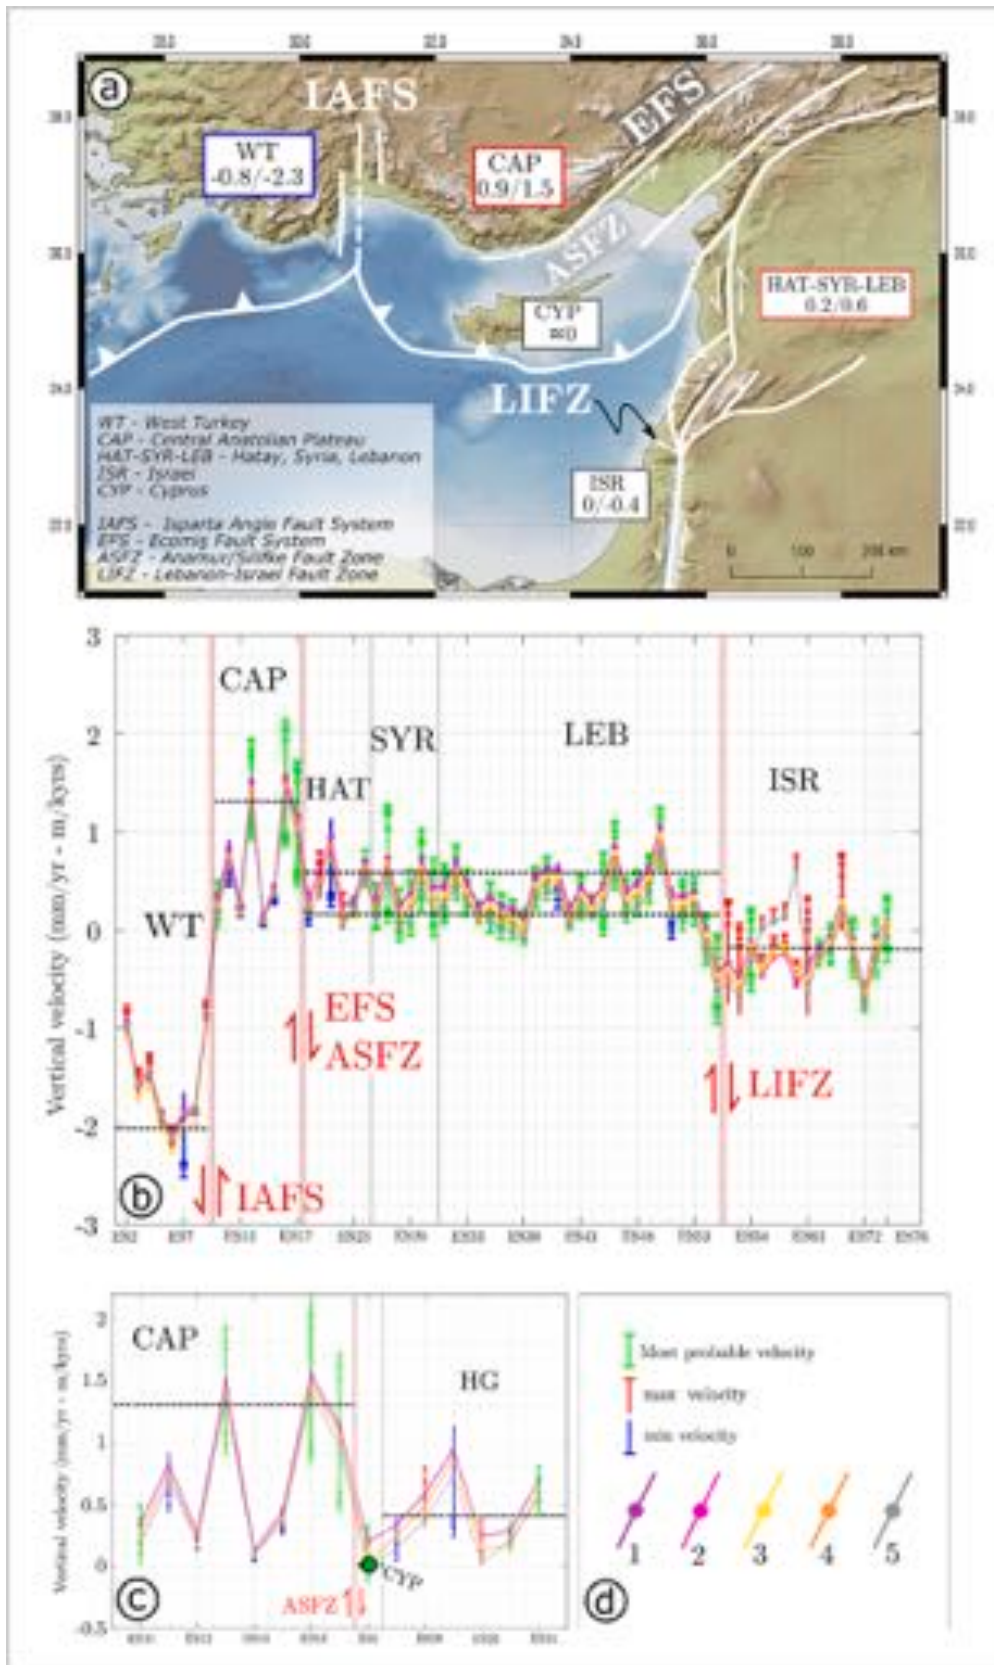 a
IAFS
EFS
WT
-0.8/-2.3
CAP
0.9/1.5
ASFZ
HAT-SYR-LEB
0.2/0.6
CYP
≈0
LIFZ
ISR
0/-0.4
WT - West Turkey
CAP - Central Anatolian Plateau
HAT-SYR-LEB - Hatay, Syria, Lebanon
ISR - Israel
CYP - Cyprus
IAFS - Isparta Angle Fault System
EFS - Ecemiş Fault System
ASFZ - Anamur/Silifke Fault Zone
LIFZ - Lebanon-Israel Fault Zone
0 100 200 km
Vertical velocity (mm/yr - m/kyrs)
3
2
1
0
-1
-2
-3
CAP
SYR
LEB
HAT
ISR
WT
EFS
ASFZ
LIFZ
IAFS
b
Vertical velocity (mm/yr - m/kyrs)
2
1.5
1
0.5
0
-0.5
CAP
HG
CYP
ASFZ
c
Most probable velocity
max velocity
min velocity
1 2 3 4 5
d